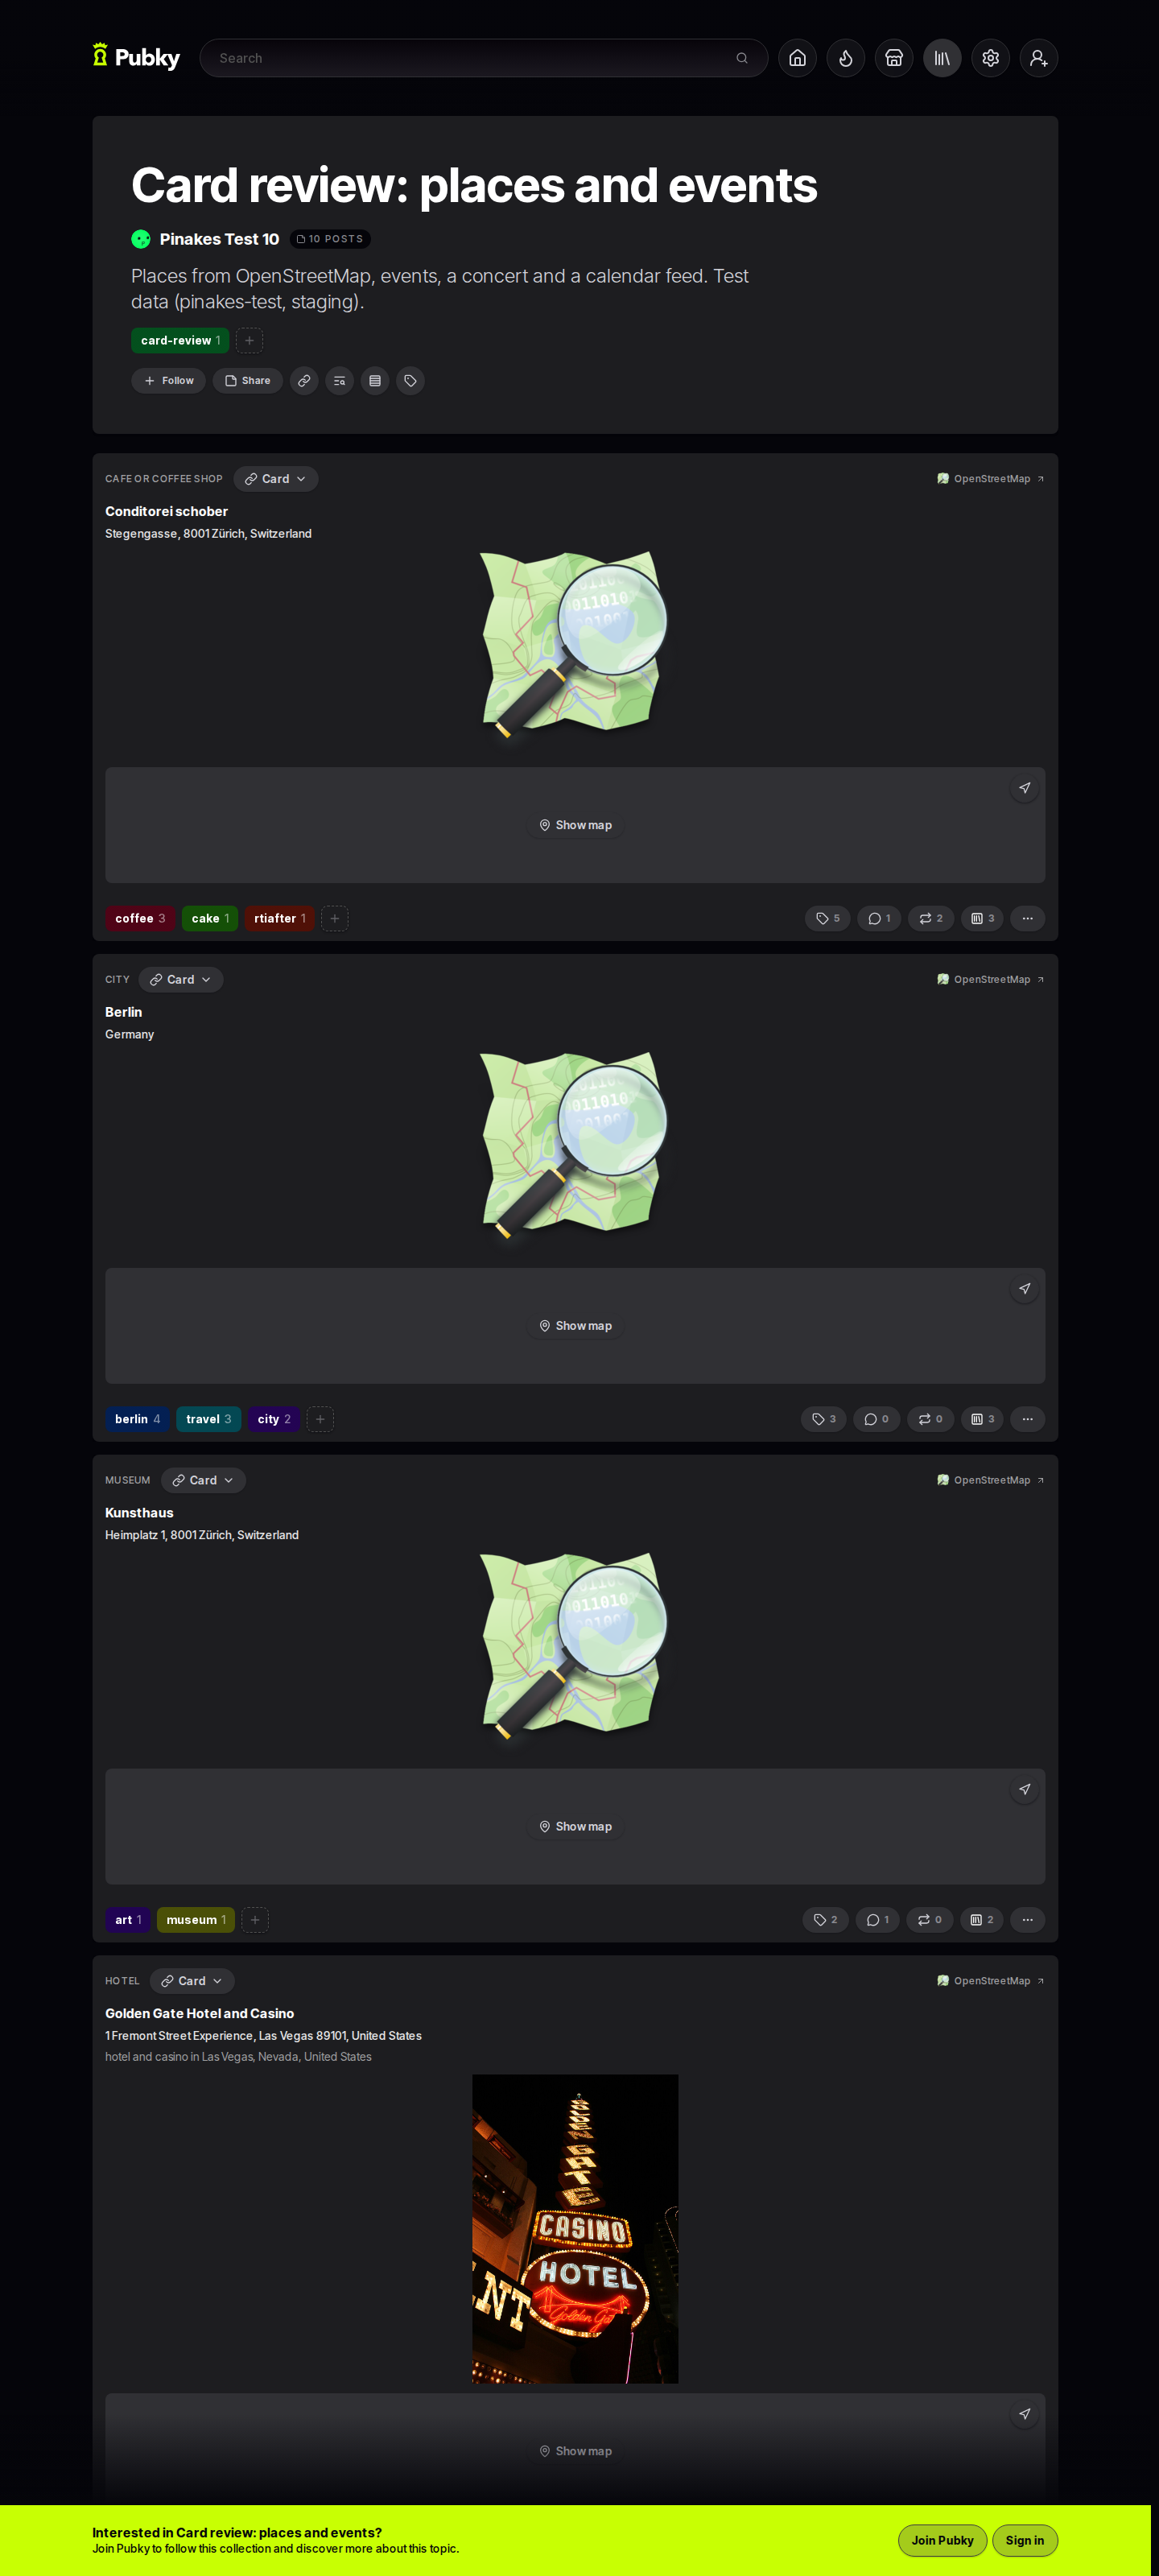 Pubky
Search
Card review: places and events
Pinakes Test 10
10 POSTS
Places from OpenStreetMap, events, a concert and a calendar feed. Test
data (pinakes-test, staging).
card-review 1
Follow
Share
CAFE OR COFFEE SHOP
Card
OpenStreetMap
Conditorei schober
Stegengasse, 8001 Zürich, Switzerland
Show map
coffee 3
cake 1
rtiafter 1
5
1
2
3
CITY
Card
OpenStreetMap
Berlin
Germany
Show map
berlin 4
travel 3
city 2
3
0
0
3
MUSEUM
Card
OpenStreetMap
Kunsthaus
Heimplatz 1, 8001 Zürich, Switzerland
Show map
art 1
museum 1
2
1
0
2
HOTEL
Card
OpenStreetMap
Golden Gate Hotel and Casino
1 Fremont Street Experience, Las Vegas 89101, United States
hotel and casino in Las Vegas, Nevada, United States
GOLDEN
GATE
CASINO
HOTEL
Show map
Interested in Card review: places and events?
Join Pubky to follow this collection and discover more about this topic.
Join Pubky
Sign in